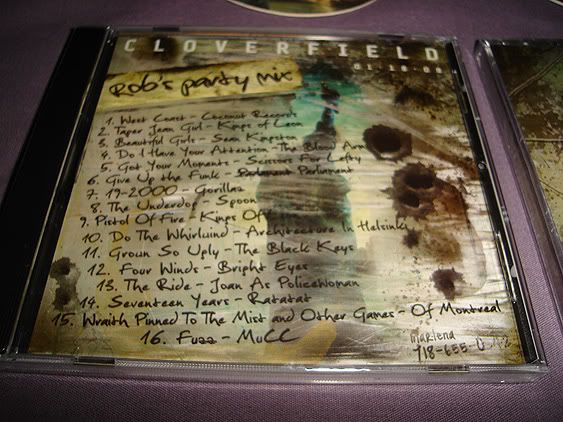 CLOVERFIELD
01-18-08
Rob's party mix
1. West Coast - Coconut Records
2. Taper Jean Girl - Kings of Leon
3. Beautiful Girls - Sean Kingston
4. Do I Have Your Attention - The Blood Arm
5. Got Your Moments - Scissors For Lefty
6. Give Up the Funk - Parliament
7. 19-2000 - Gorillaz
8. The Underdog - Spoon
9. Pistol Of Fire - Kings Of
10. Do The Whirlwind - Architecture In Helsinki
11. Grown So Ugly - The Black Keys
12. Four Winds - Bright Eyes
13. The Ride - Joan As PoliceWoman
14. Seventeen Years - Ratatat
15. Wraith Pinned To The Mist and Other Games - Of Montreal
16. Fuzz - MuCC
Marlena
718-655-